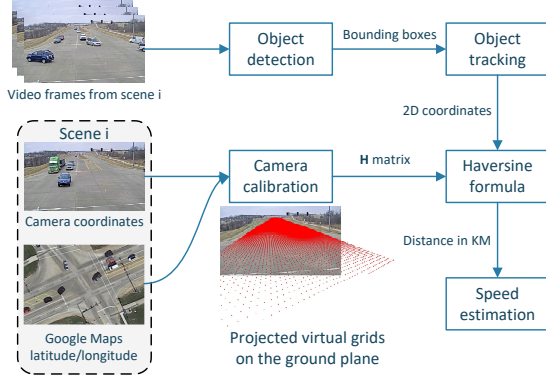 Object
detection
Bounding boxes
Object
tracking
Video frames from scene i
2D coordinates
Scene i
Camera coordinates
Camera
calibration
H matrix
Haversine
formula
Distance in KM
Google Maps
latitude/longitude
Projected virtual grids
on the ground plane
Speed
estimation